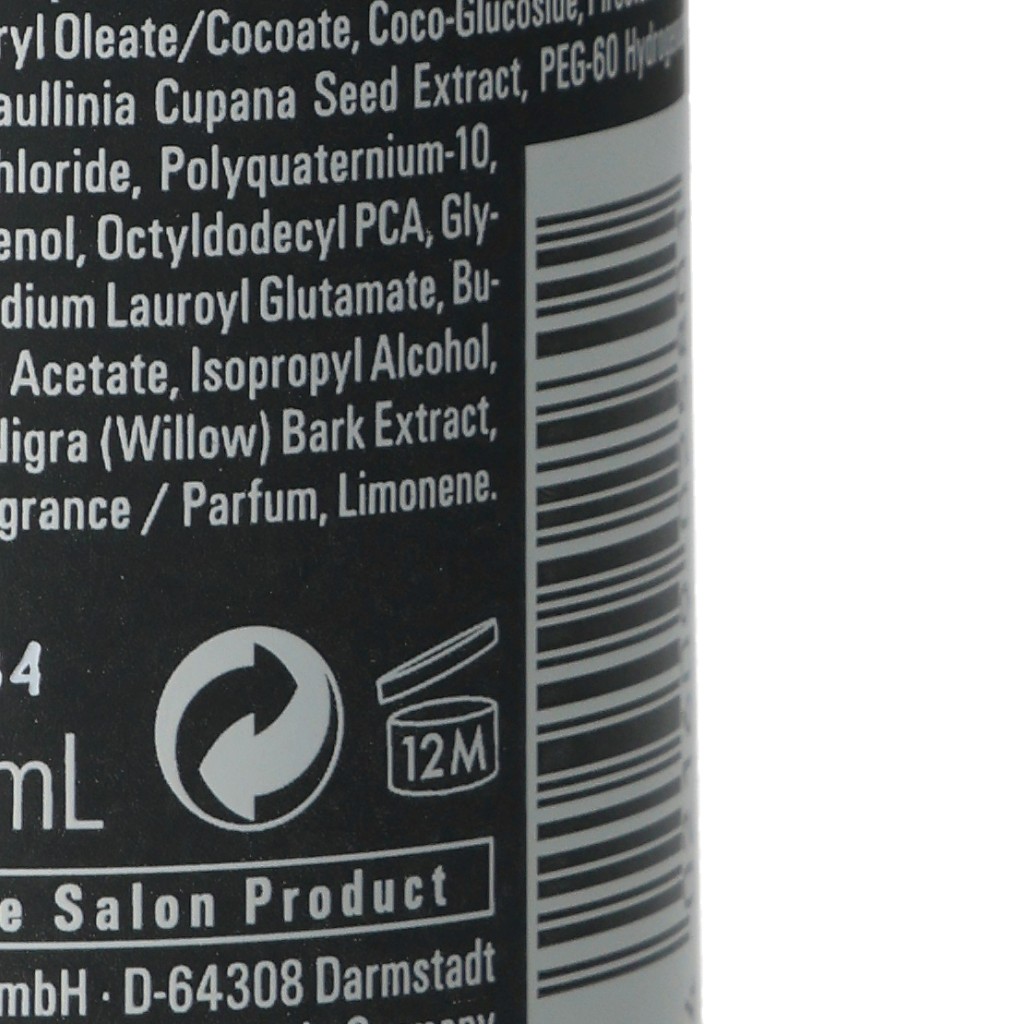 ryl Oleate/Cocoate, Coco-Glucoside,
aullinia Cupana Seed Extract, PEG-60
hloride, Polyquaternium-10,
enol, Octyldodecyl PCA, Gly-
dium Lauroyl Glutamate, Bu-
Acetate, Isopropyl Alcohol,
Nigra (Willow) Bark Extract,
grance / Parfum, Limonene.
4
mL
12M
e Salon Product
mbH · D-64308 Darmstadt
Germany